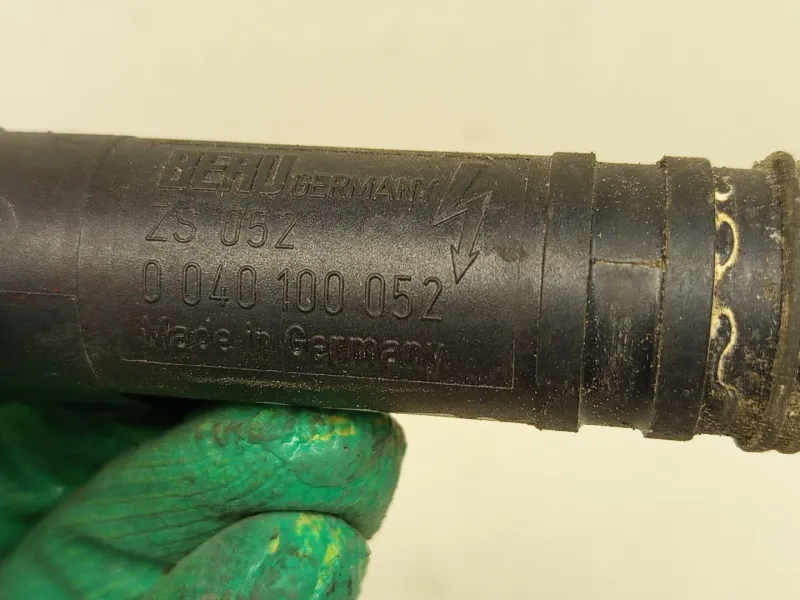 BERU GERMANY
ZS 052
0 040 100 052
Made in Germany